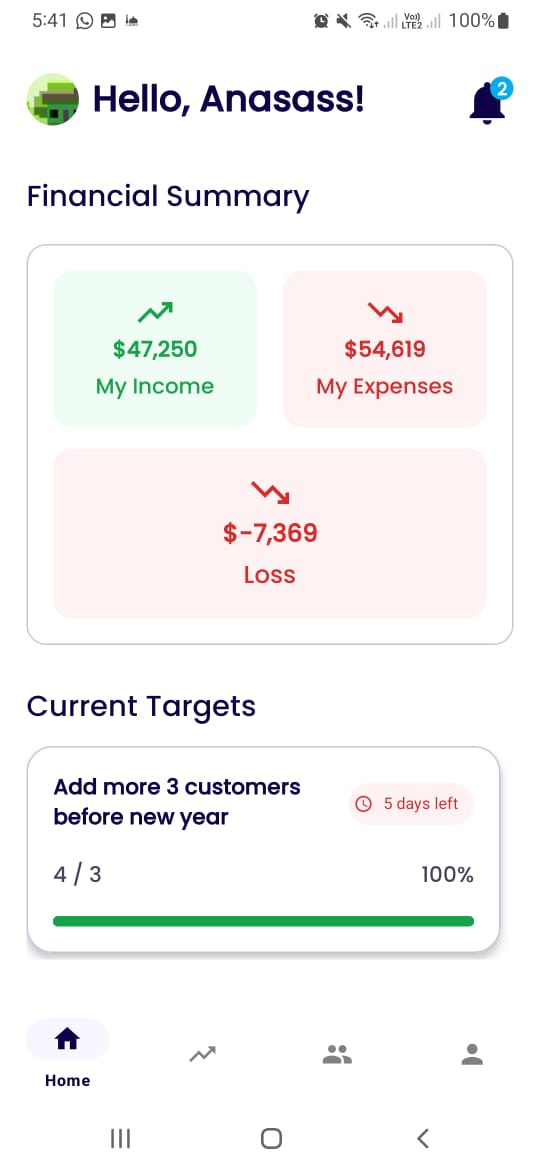 5:41
Vo))
LTE2
100%
Hello, Anasass!
2
Financial Summary
$47,250
My Income
$54,619
My Expenses
$-7,369
Loss
Current Targets
Add more 3 customers
before new year
5 days left
4 / 3
100%
Home